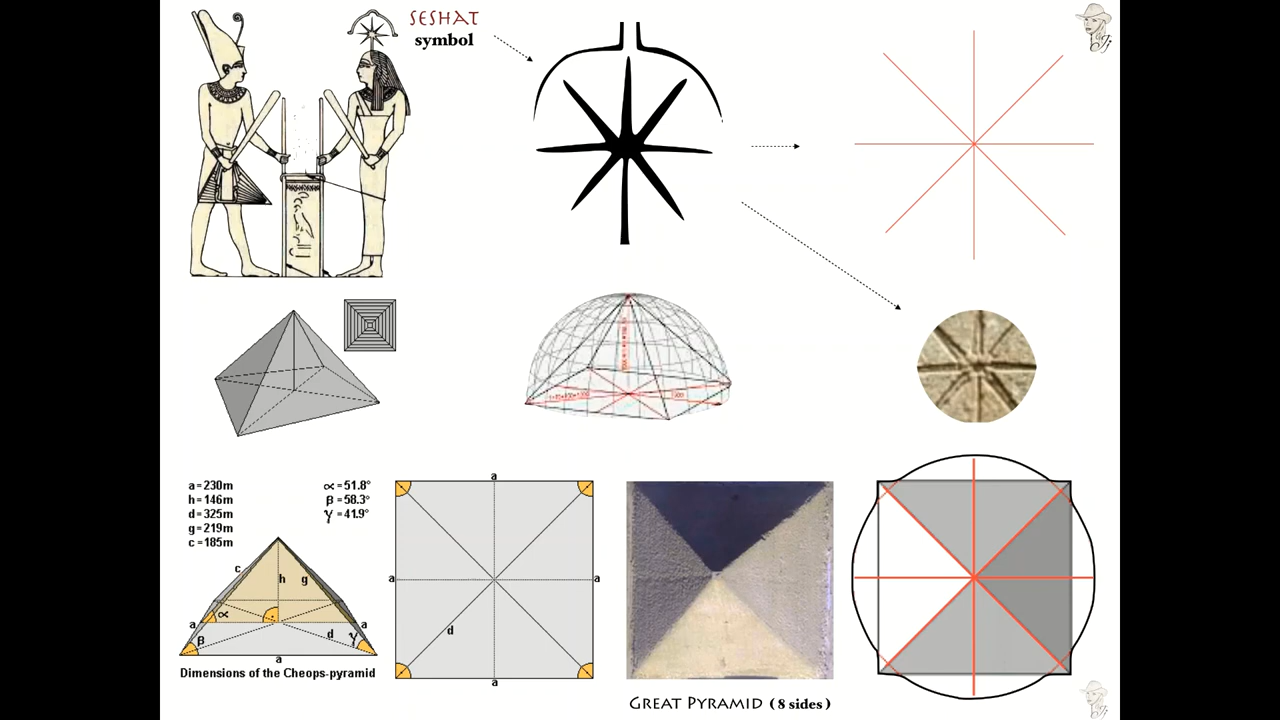 SESHAT
symbol
a=230m
h=146m
d=325m
g=219m
c=185m
α=51.8°
β=58.3°
γ=41.9°
c
h
g
α
a
a
β
d
γ
a
Dimensions of the Cheops-pyramid
a
a
a
d
a
GREAT PYRAMID ( 8 sides )